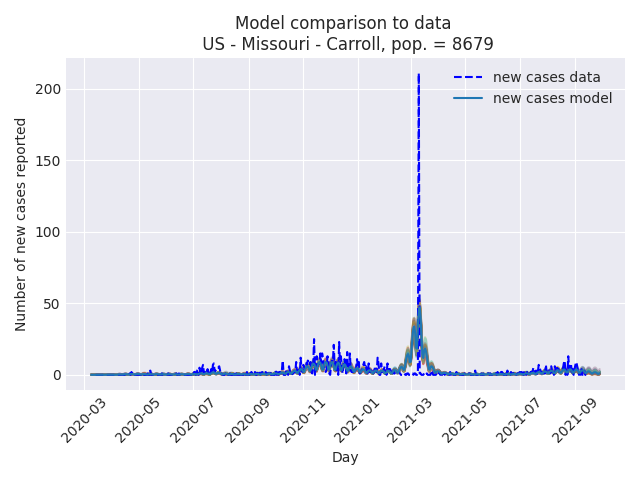 Model comparison to data
US - Missouri - Carroll, pop. = 8679
new cases data
new cases model
Number of new cases reported
200
150
100
50
0
2020-03
2020-05
2020-07
2020-09
2020-11
2021-01
2021-03
2021-05
2021-07
2021-09
Day